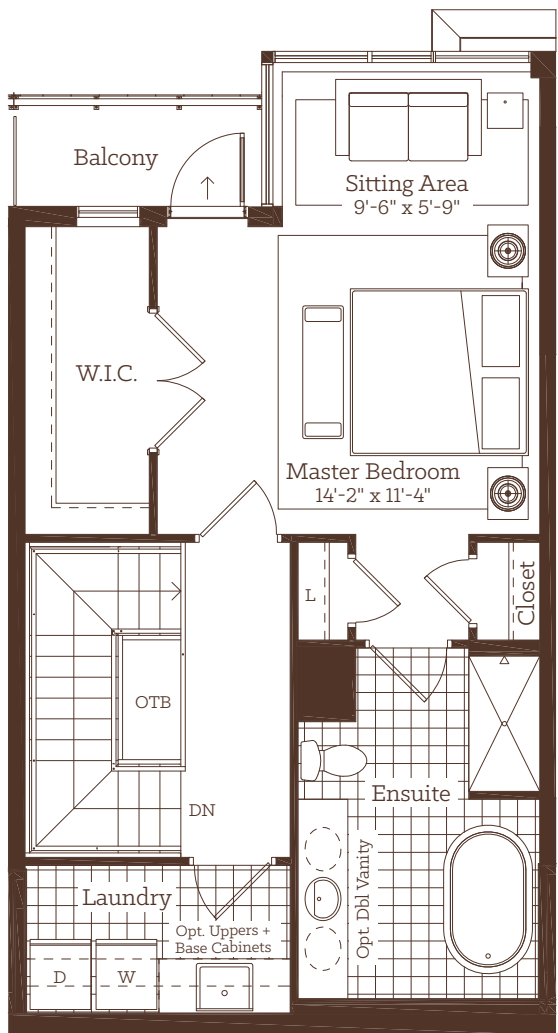 Balcony
Sitting Area
9'-6" x 5'-9"
W.I.C.
Master Bedroom
14'-2" x 11'-4"
L
Closet
OTB
DN
Ensuite
Laundry
Opt. Uppers +
Base Cabinets
Opt. Dbl Vanity
D
W